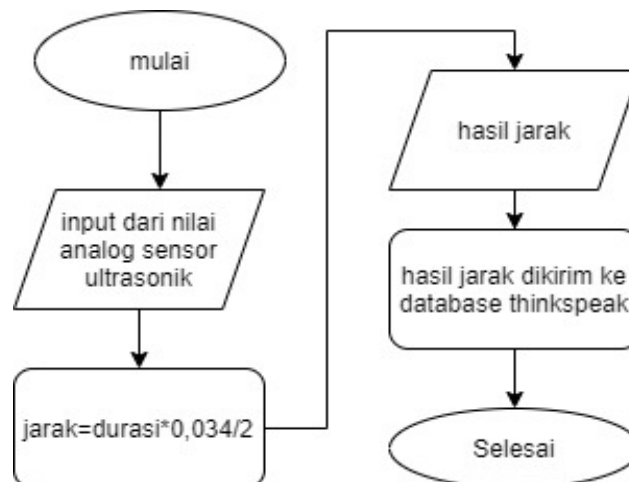 mulai
input dari nilai
analog sensor
ultrasonik
jarak=durasi*0,034/2
hasil jarak
hasil jarak dikirim ke
database thinkspeak
Selesai